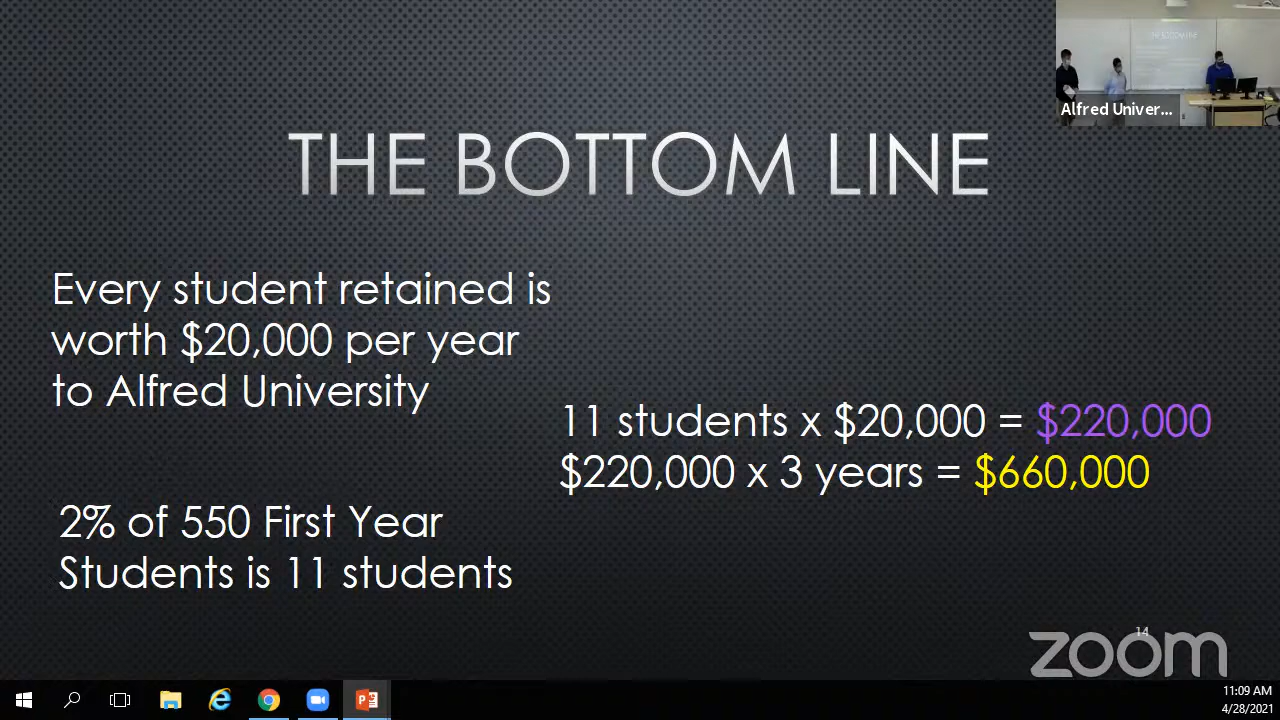 Alfred Univer...
THE BOTTOM LINE
Every student retained is
worth $20,000 per year
to Alfred University
11 students x $20,000 = $220,000
$220,000 x 3 years = $660,000
2% of 550 First Year
Students is 11 students
14
zoom
11:09 AM
4/28/2021